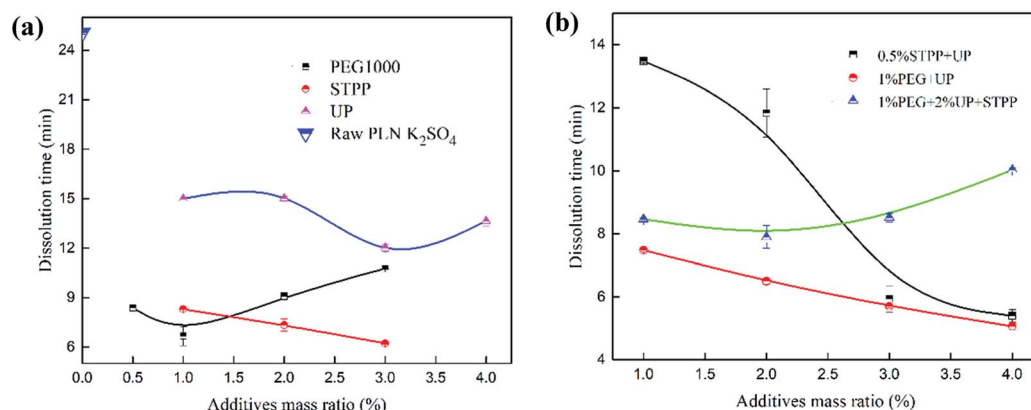 (a)
24
21
18
15
12
9
6
Dissolution time (min)
PEG1000
STPP
UP
Raw PLN K₂SO₄
0.0 0.5 1.0 1.5 2.0 2.5 3.0 3.5 4.0
Additives mass ratio (%)
(b)
14
12
10
8
6
4
Dissolution time (min)
0.5%STPP+UP
1%PEG+UP
1%PEG+2%UP+STPP
1.0 1.5 2.0 2.5 3.0 3.5 4.0
Additives mass ratio (%)